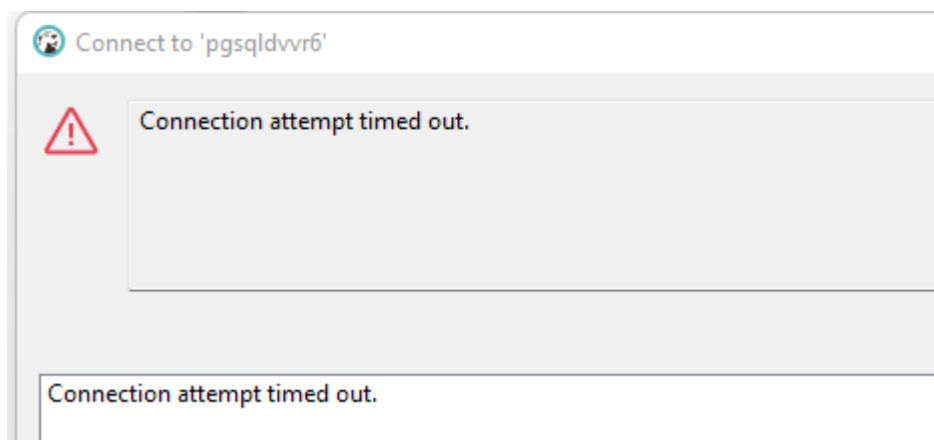 Connect to 'pgsqldvvr6'
Connection attempt timed out.
Connection attempt timed out.